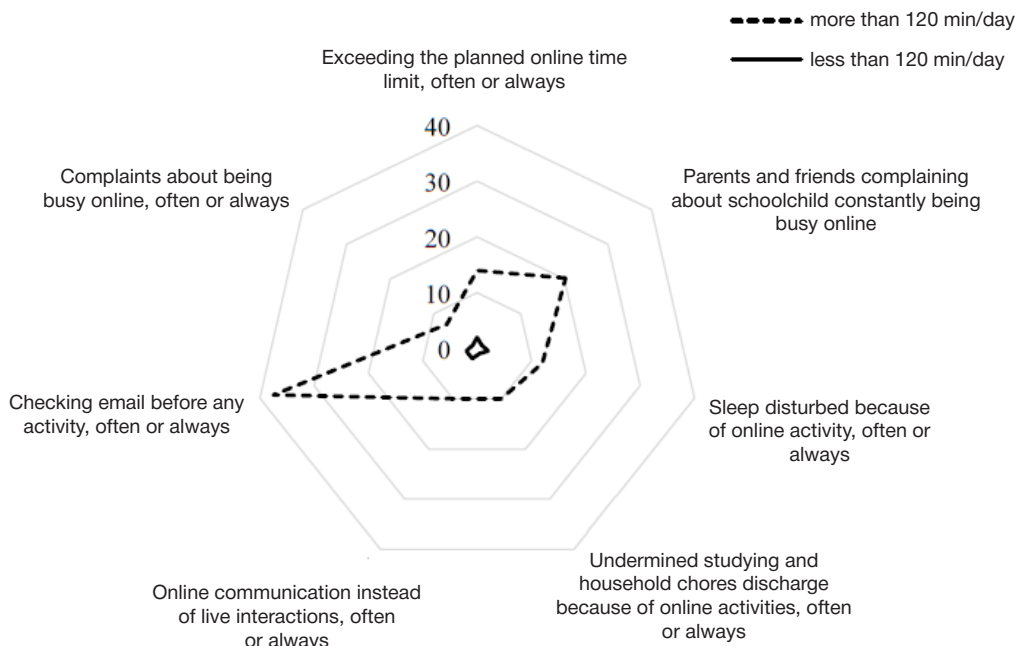 more than 120 min/day
less than 120 min/day
Exceeding the planned online time
limit, often or always
40
30
20
10
0
Parents and friends complaining
about schoolchild constantly being
busy online
Sleep disturbed because
of online activity, often or
always
Undermined studying and
household chores discharge
because of online activities, often
or always
Online communication instead
of live interactions, often
or always
Checking email before any
activity, often or always
Complaints about being
busy online, often or always